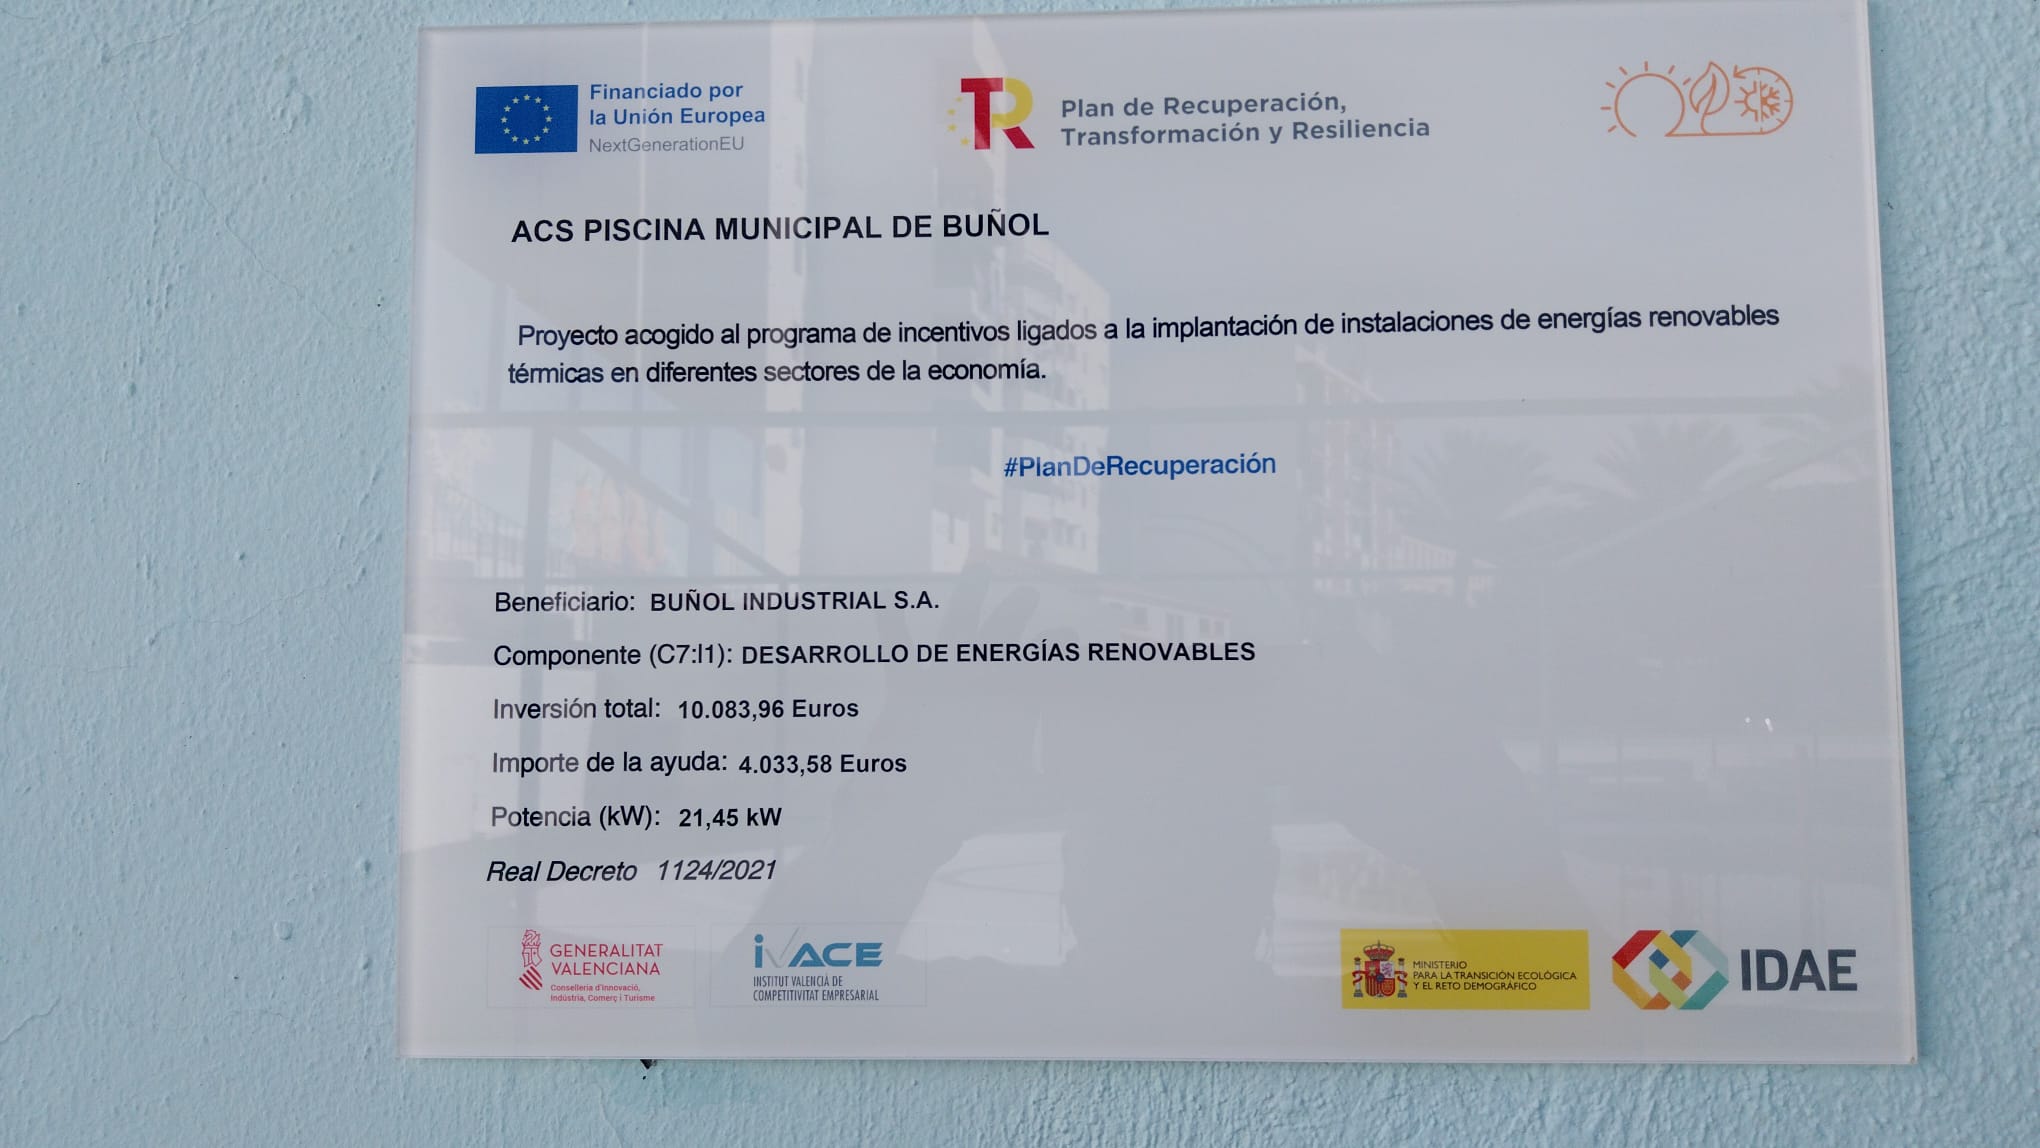 Financiado por
la Unión Europea
NextGenerationEU
TR
Plan de Recuperación,
Transformación y Resiliencia
ACS PISCINA MUNICIPAL DE BUÑOL
Proyecto acogido al programa de incentivos ligados a la implantación de instalaciones de energías renovables
térmicas en diferentes sectores de la economía.
#PlanDeRecuperación
Beneficiario: BUÑOL INDUSTRIAL S.A.
Componente (C7:I1): DESARROLLO DE ENERGÍAS RENOVABLES
Inversión total: 10.083,96 Euros
Importe de la ayuda: 4.033,58 Euros
Potencia (kW): 21,45 kW
Real Decreto 1124/2021
GENERALITAT
VALENCIANA
Conselleria d'Innovació,
Indústria, Comerç i Turisme
iVACE
INSTITUT VALENCIÀ DE
COMPETITIVITAT EMPRESARIAL
MINISTERIO
PARA LA TRANSICIÓN ECOLÓGICA
Y EL RETO DEMOGRÁFICO
IDAE